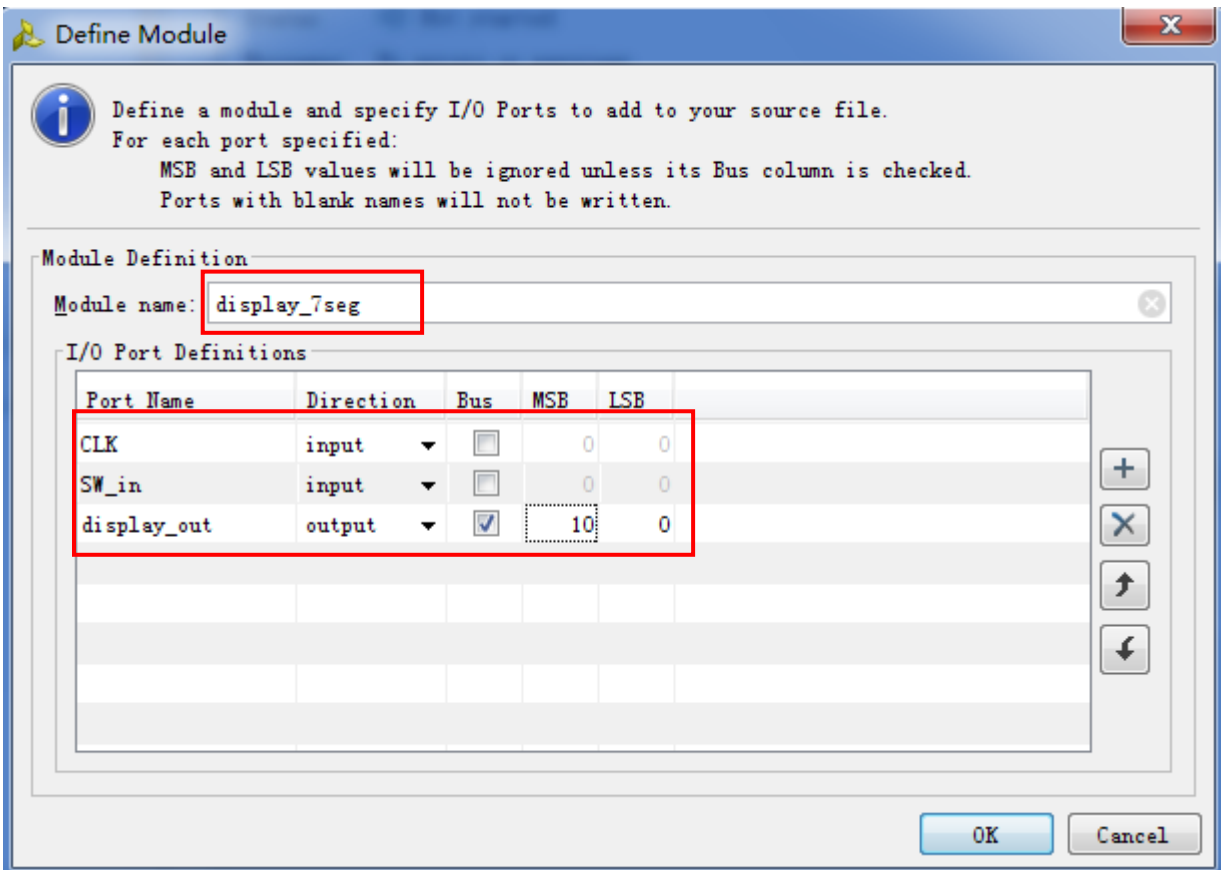 Define Module
Define a module and specify I/O Ports to add to your source file.
For each port specified:
MSB and LSB values will be ignored unless its Bus column is checked.
Ports with blank names will not be written.
Module Definition
Module name: display_7seg
I/O Port Definitions
Port Name Direction Bus MSB LSB
CLK input 0 0
SW_in input 0 0
display_out output 10 0
OK Cancel